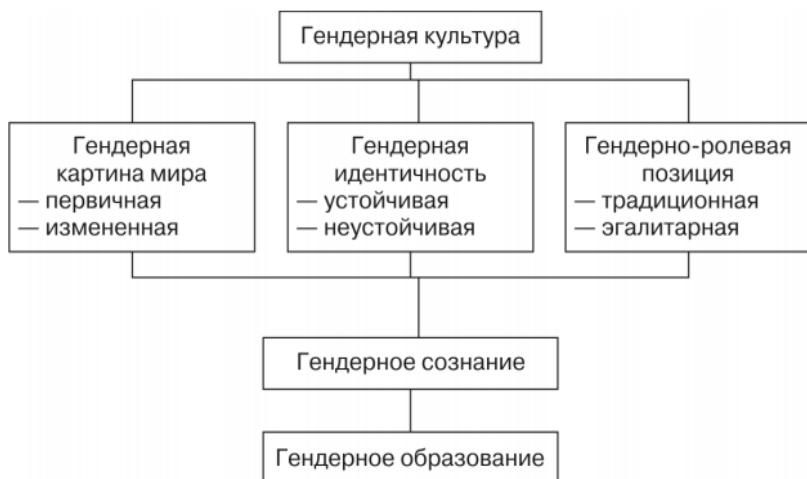 Гендерная культура
Гендерная
картина мира
— первичная
— измененная
Гендерная
идентичность
— устойчивая
— неустойчивая
Гендерно-ролевая
позиция
— традиционная
— эгалитарная
Гендерное сознание
Гендерное образование